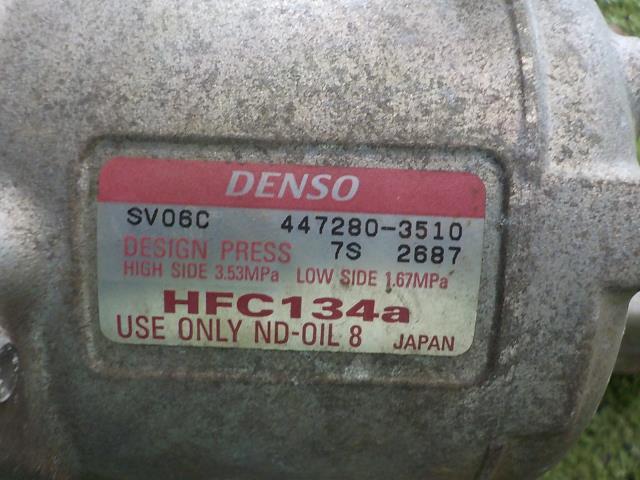 DENSO
SV06C 447280-3510
DESIGN PRESS 7S 2687
HIGH SIDE 3.53MPa LOW SIDE 1.67MPa
HFC134a
USE ONLY ND-OIL 8 JAPAN